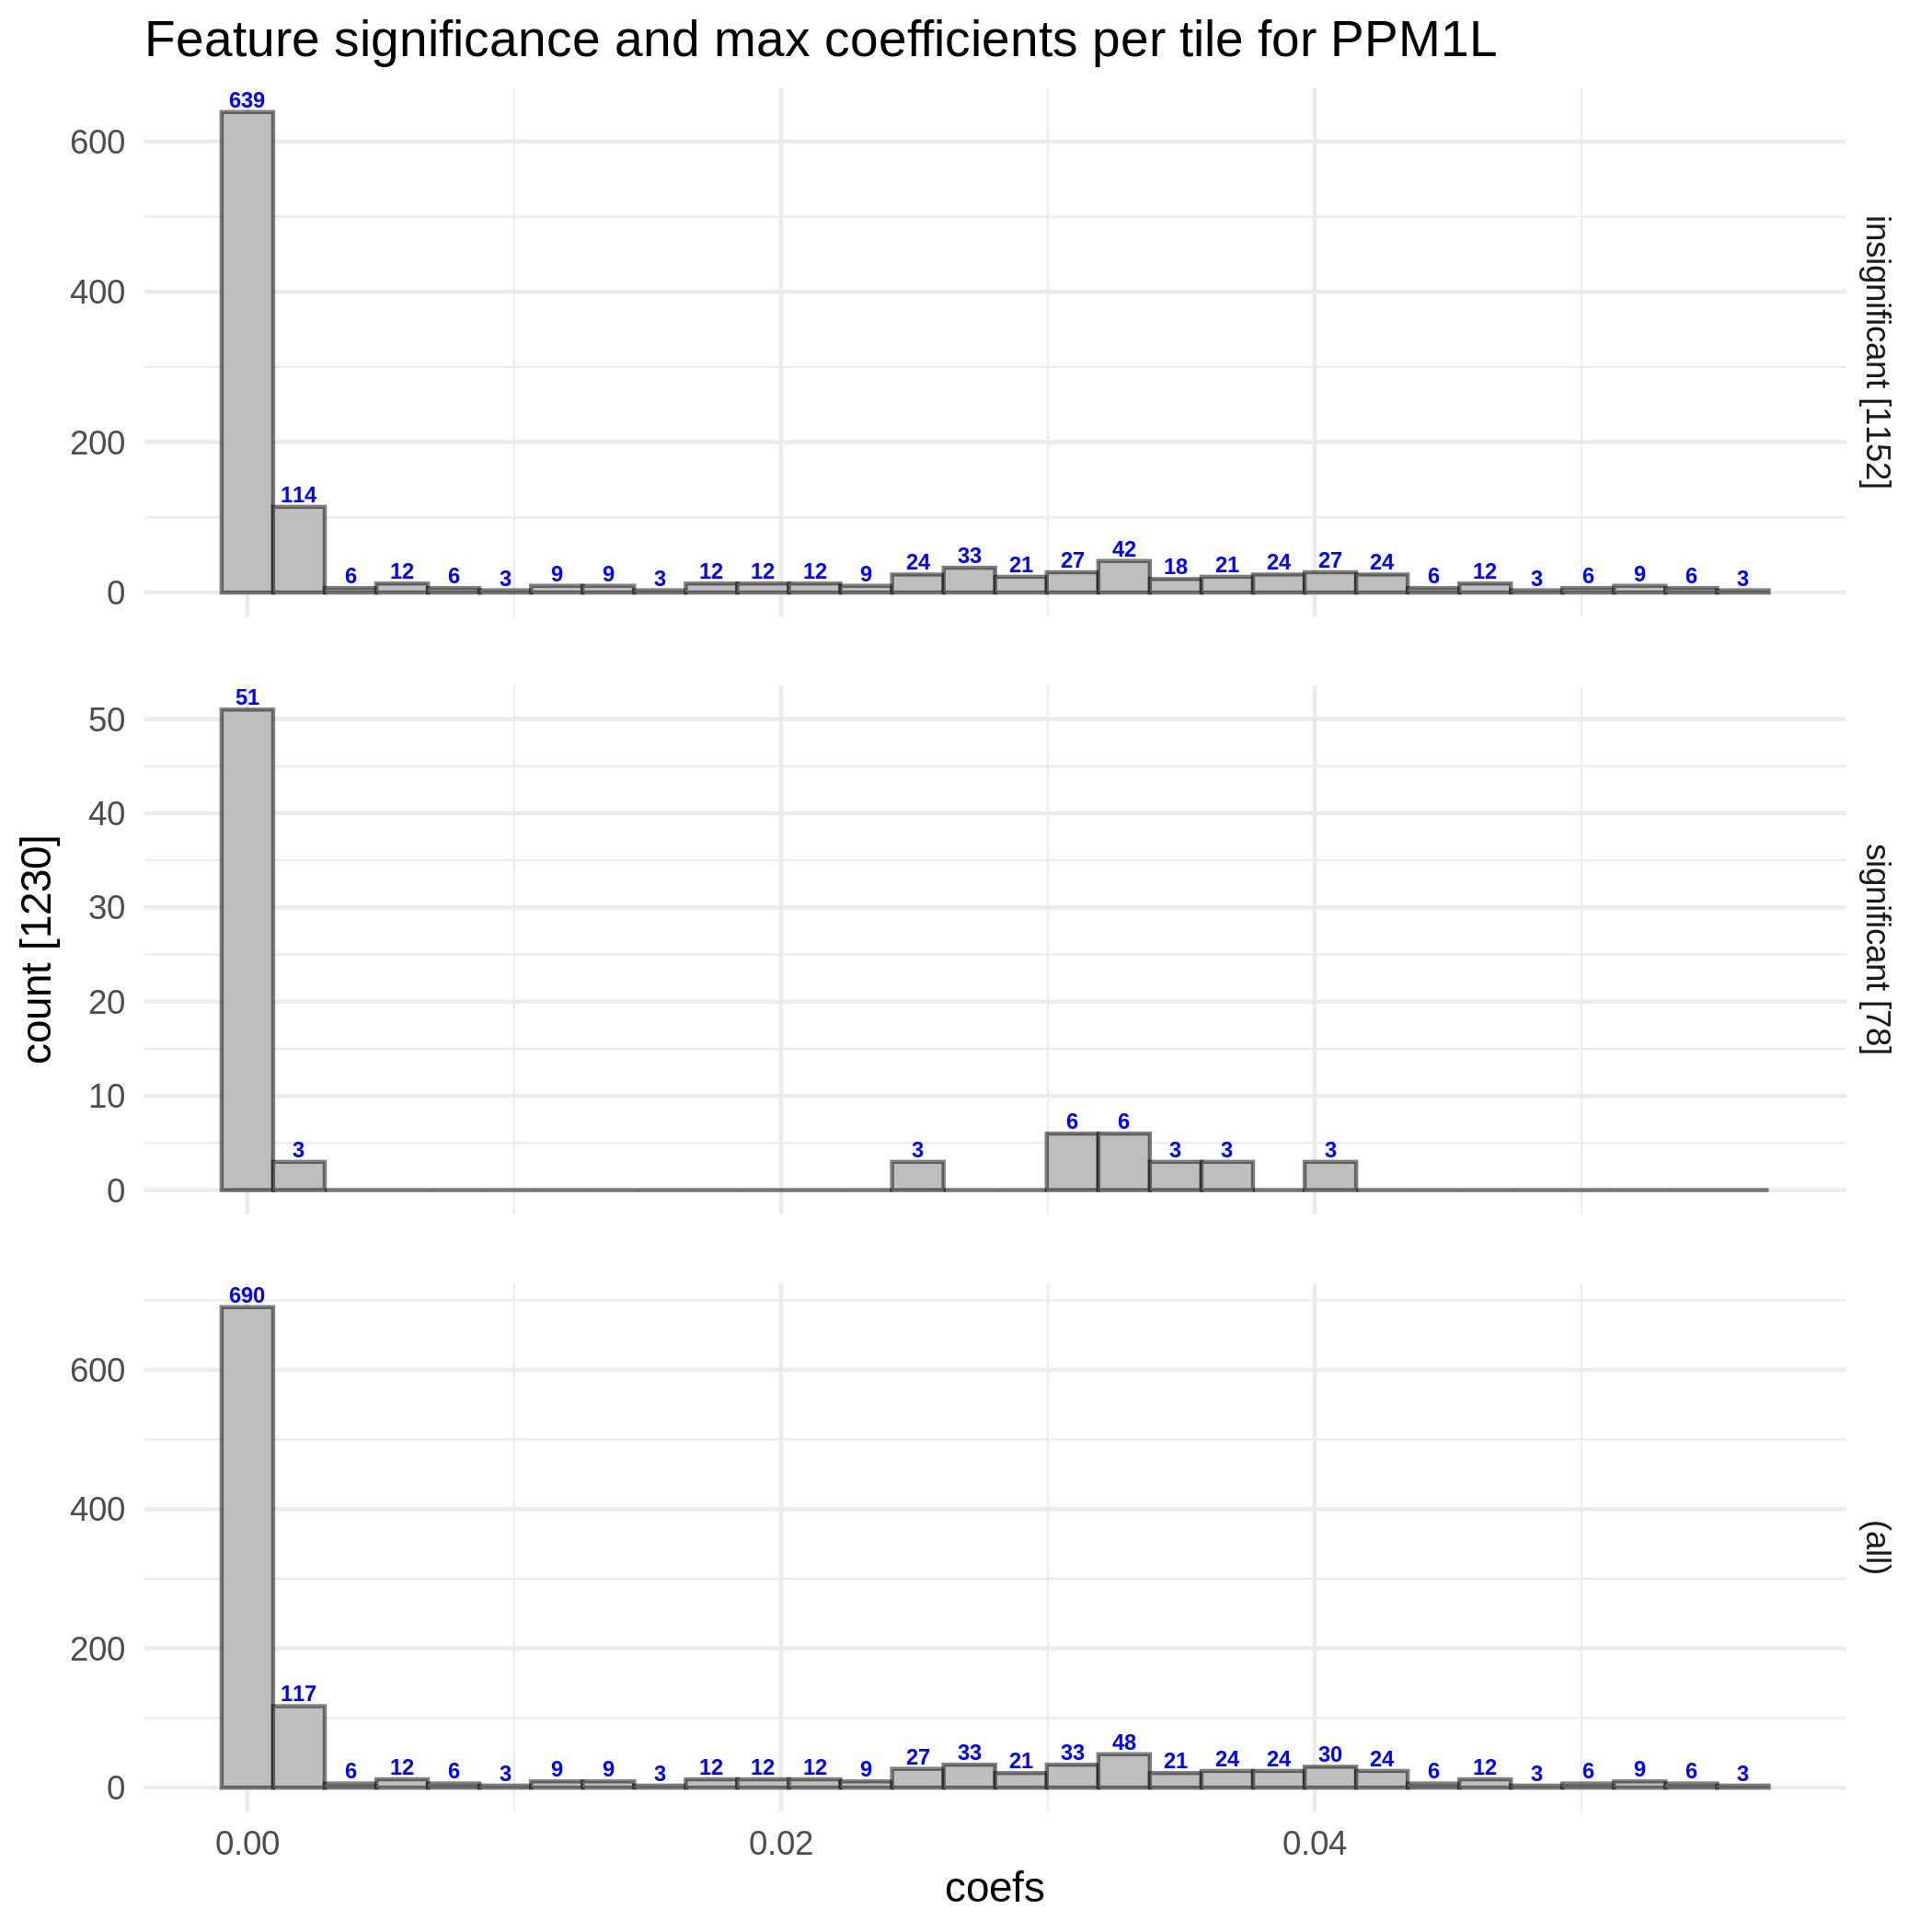 Feature significance and max coefficients per tile for PPM1L
639
600
400
200
114
6 12 6 3 9 9 3 12 12 12 9 24 33 21 27 42 18 21 24 27 24 6 12 3 6 9 6 3
0
insignificant [1152]
51
50
40
30
20
10
3 3 6 6 3 3 3
0
significant [78]
count [1230]
690
600
400
200
117
6 12 6 3 9 9 3 12 12 12 9 27 33 21 33 48 21 24 24 30 24 6 12 3 6 9 6 3
0
(all)
0.00 0.02 0.04
coefs